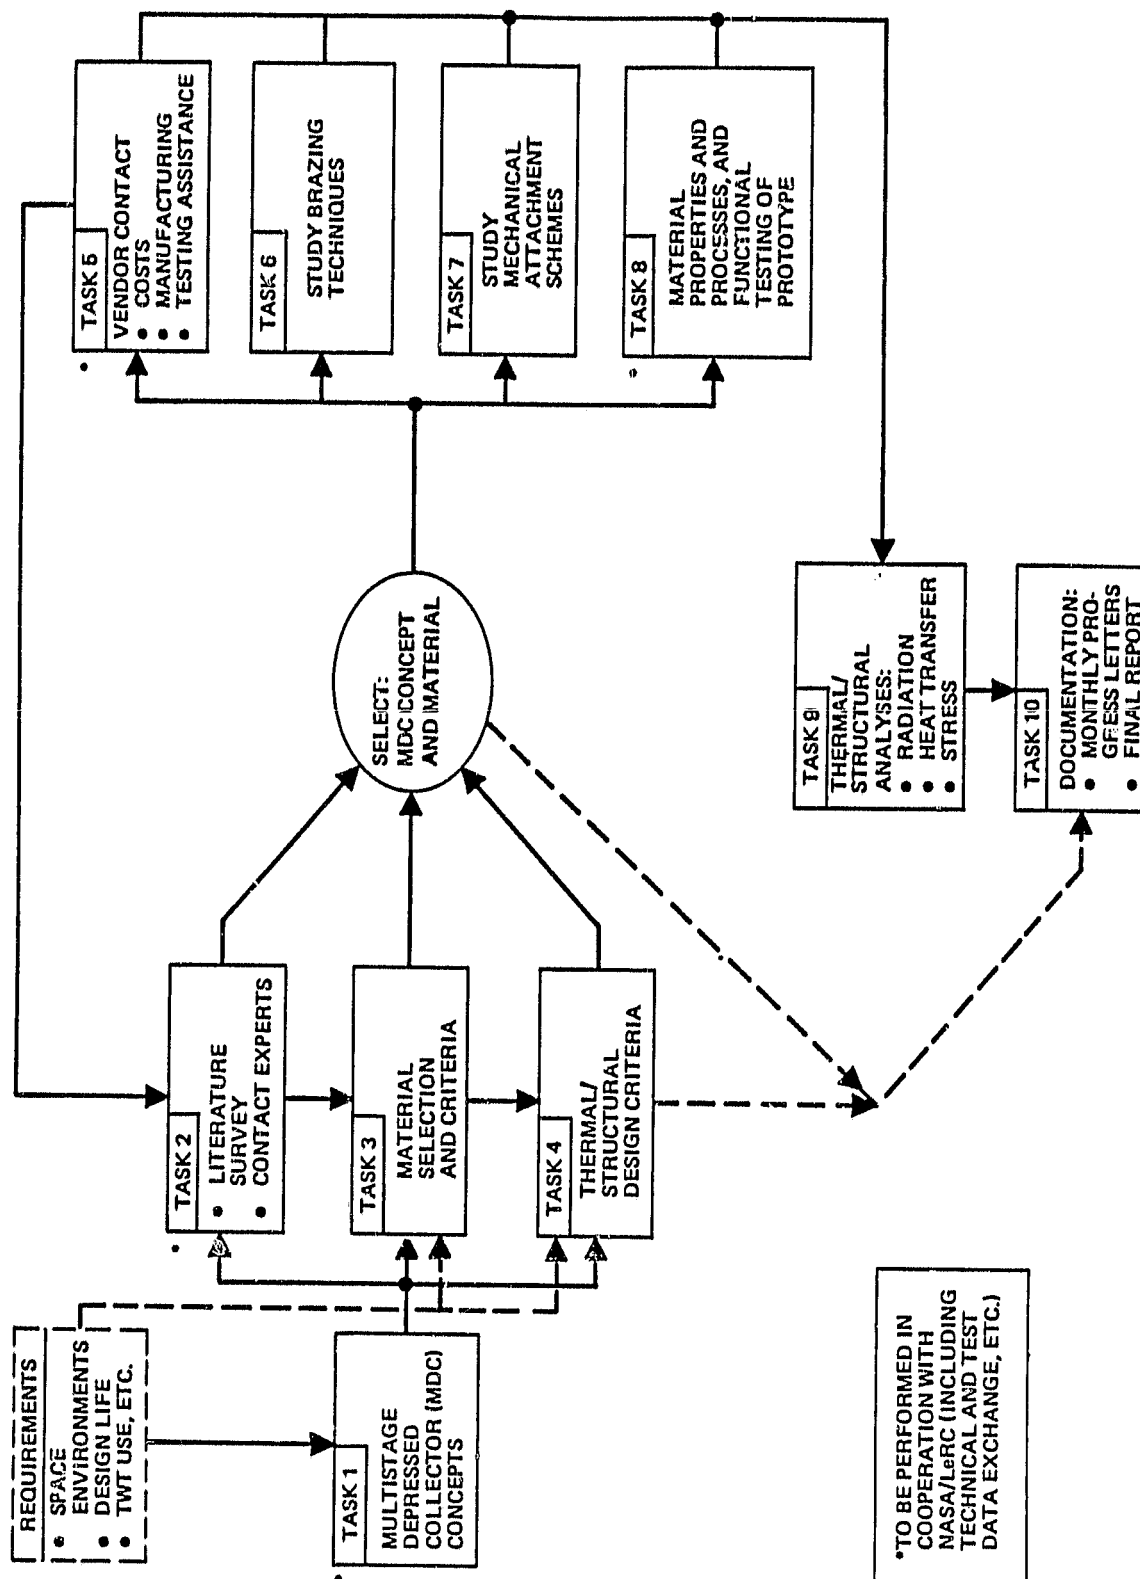 REQUIREMENTS
• SPACE
ENVIRONMENTS
• DESIGN LIFE
• TWT USE, ETC.
•
TASK 1
MULTISTAGE
DEPRESSED
COLLECTOR (MDC)
CONCEPTS
•
TASK 2
• LITERATURE
SURVEY
• CONTACT EXPERTS
TASK 3
MATERIAL
SELECTION
AND CRITERIA
TASK 4
THERMAL/
STRUCTURAL
DESIGN CRITERIA
SELECT:
MDC CONCEPT
AND MATERIAL
•
TASK 5
VENDOR CONTACT
• COSTS
• MANUFACTURING
• TESTING ASSISTANCE
TASK 6
STUDY BRAZING
TECHNIQUES
TASK 7
STUDY
MECHANICAL
ATTACHMENT
SCHEMES
•
TASK 8
MATERIAL
PROPERTIES AND
PROCESSES, AND
FUNCTIONAL
TESTING OF
PROTOTYPE
TASK 9
THERMAL/
STRUCTURAL
ANALYSES:
• RADIATION
• HEAT TRANSFER
• STRESS
TASK 10
DOCUMENTATION:
• MONTHLY PRO-
GRESS LETTERS
• FINAL REPORT
*TO BE PERFORMED IN
COOPERATION WITH
NASA/LeRC (INCLUDING
TECHNICAL AND TEST
DATA EXCHANGE, ETC.)